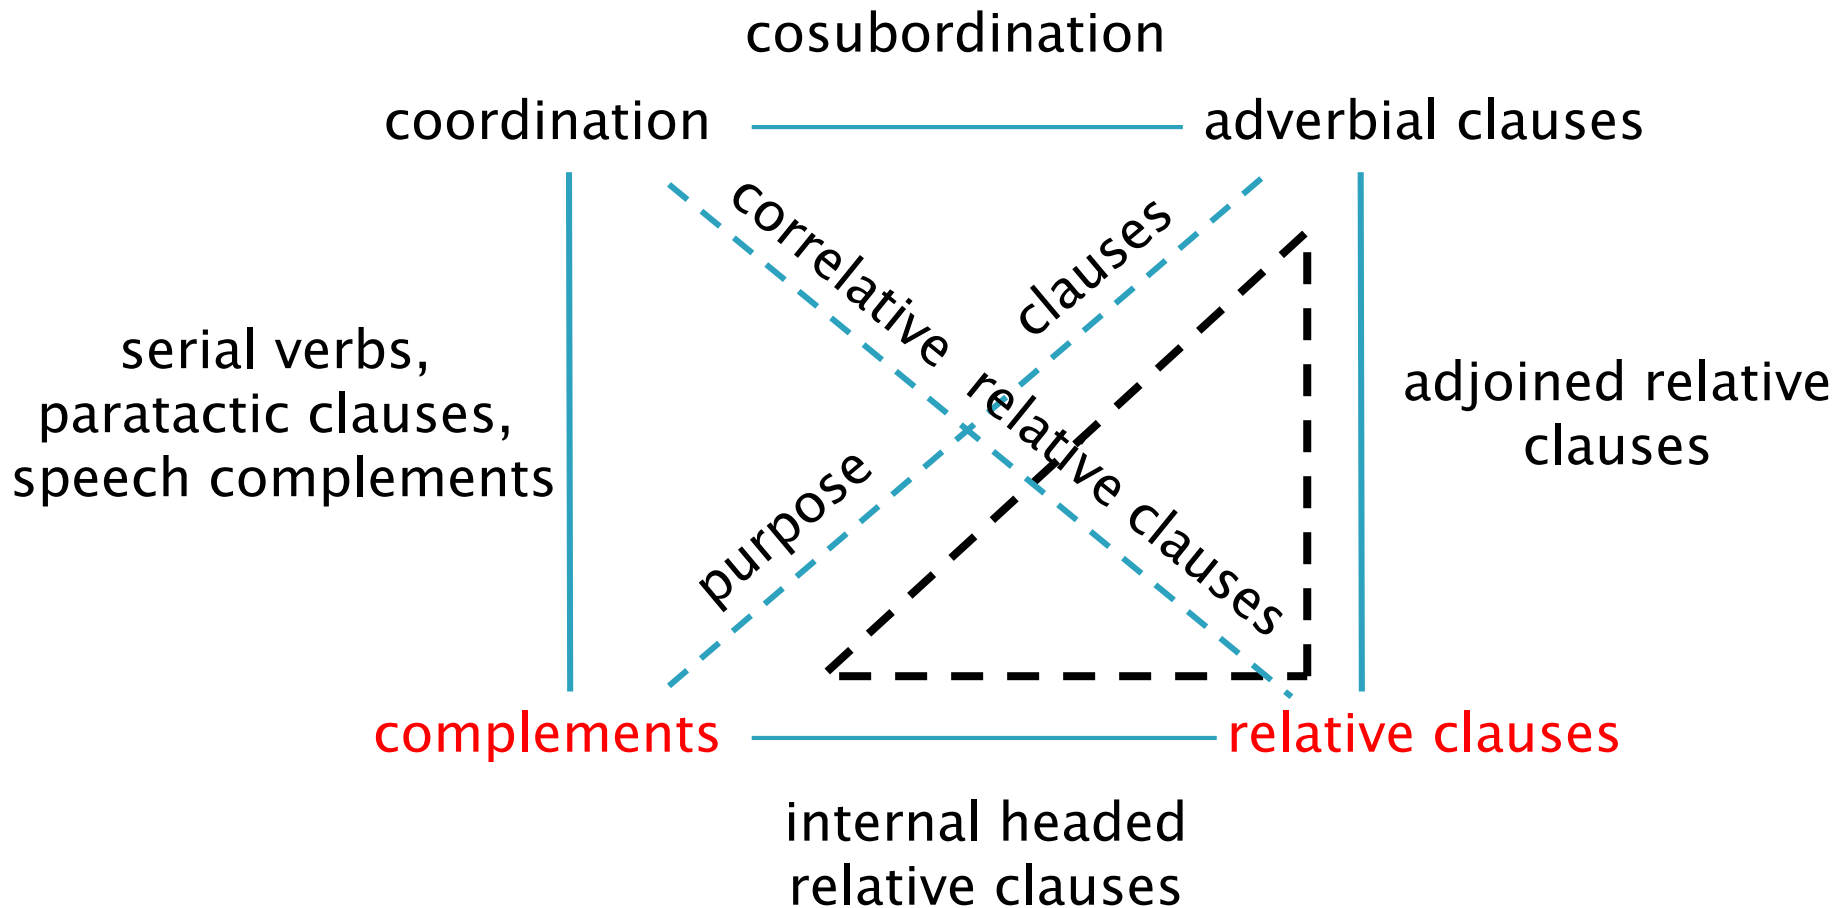 cosubordination
coordination
adverbial clauses
correlative relative clauses
purpose clauses
serial verbs,
paratactic clauses,
speech complements
adjoined relative
clauses
complements
relative clauses
internal headed
relative clauses